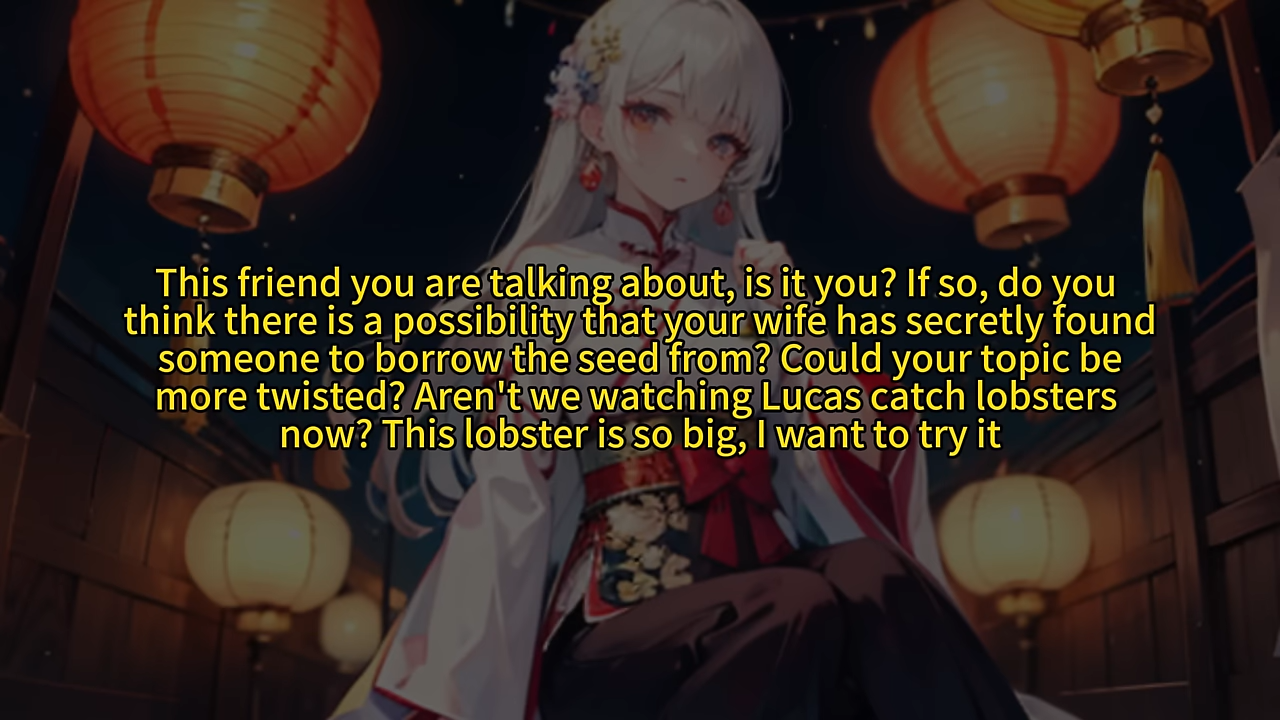 This friend you are talking about, is it you? If so, do you
think there is a possibility that your wife has secretly found
someone to borrow the seed from? Could your topic be
more twisted? Aren't we watching Lucas catch lobsters
now? This lobster is so big, I want to try it